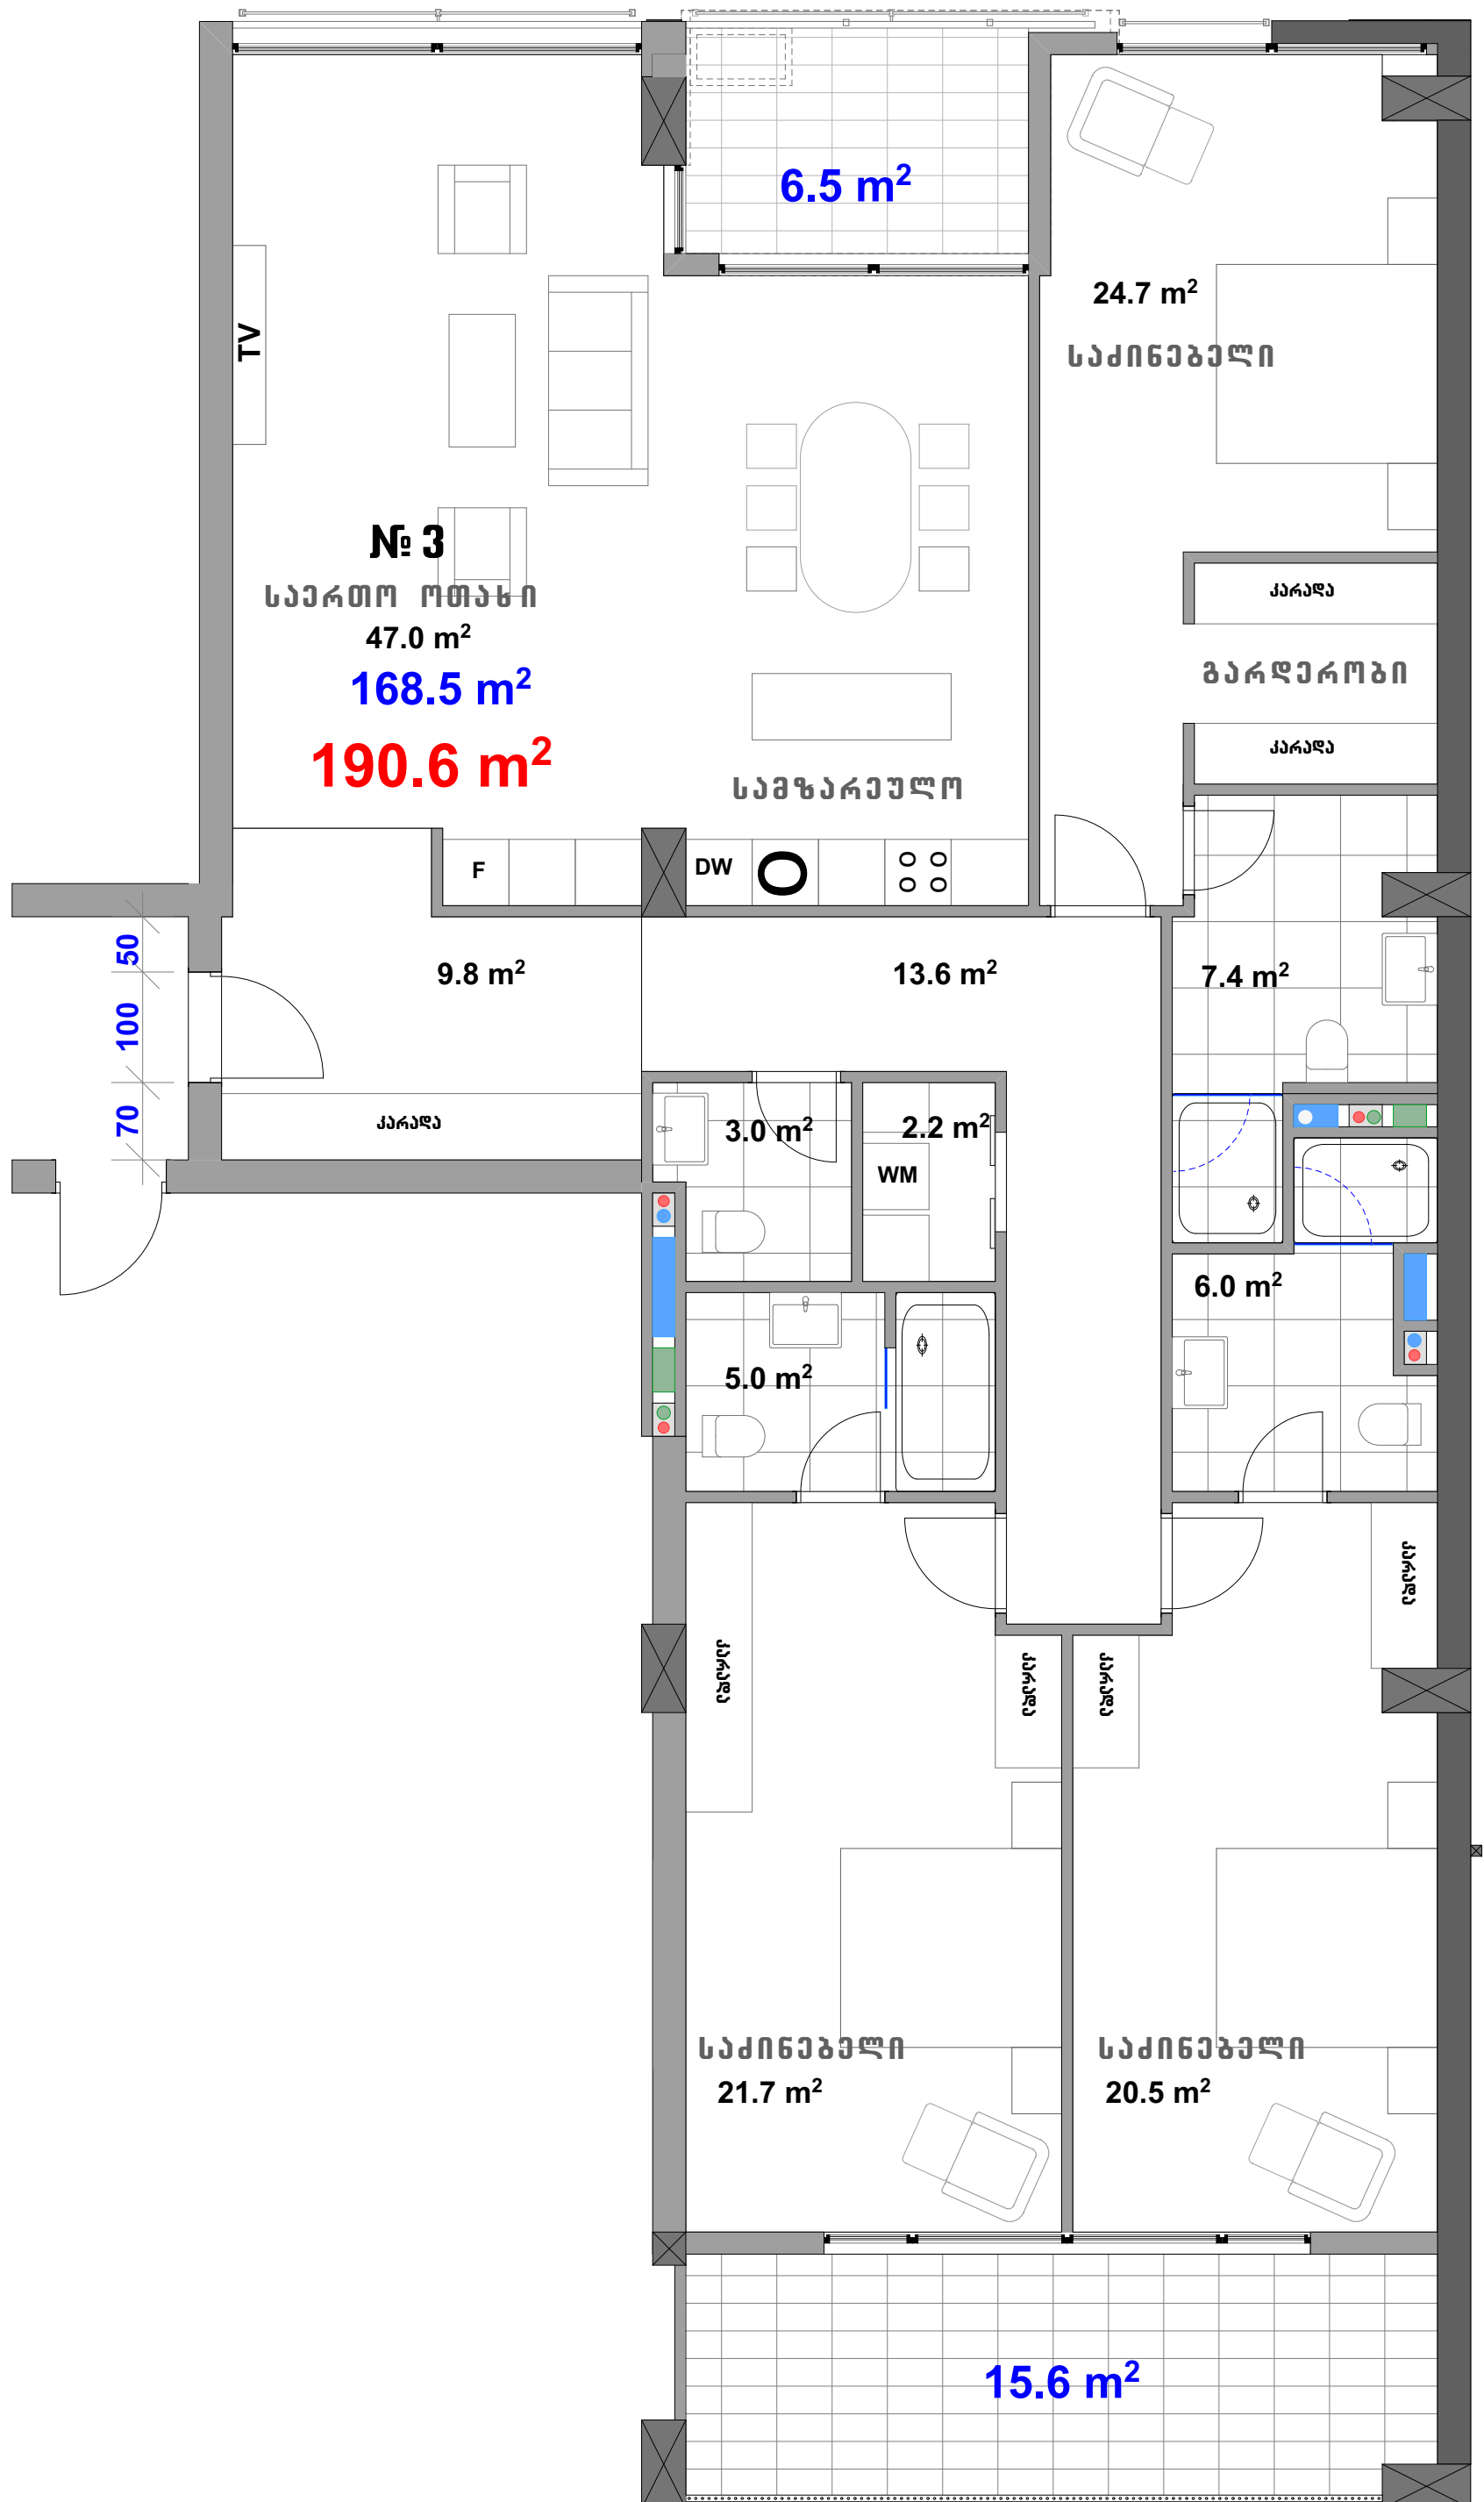 6.5 m²
24.7 m²
საძინებელი
TV
№ 3
საერთო ოთახი
47.0 m²
168.5 m²
190.6 m²
კარადა
გარდერობი
კარადა
სამზარეულო
F
DW
50
100
70
9.8 m²
13.6 m²
7.4 m²
კარადა
3.0 m²
2.2 m²
WM
6.0 m²
5.0 m²
კარადა
კარადა
კარადა
კარადა
საძინებელი
21.7 m²
საძინებელი
20.5 m²
15.6 m²